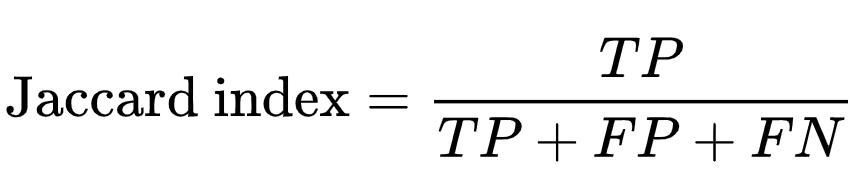 Jaccard index = TP / TP + FP + FN